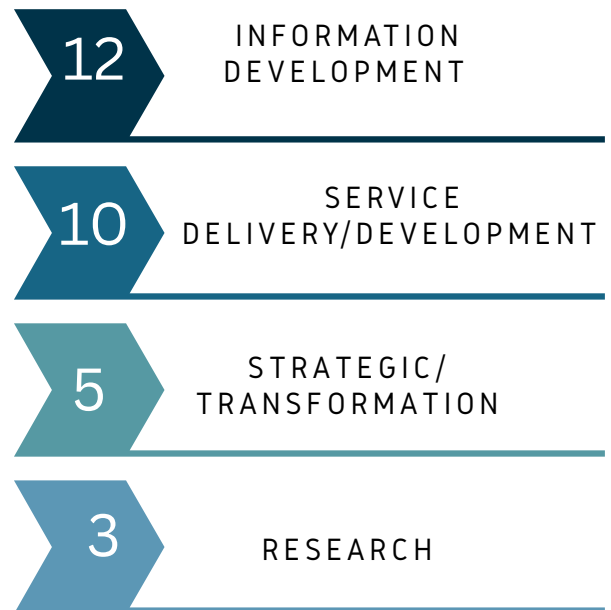 12
INFORMATION
DEVELOPMENT
10
SERVICE
DELIVERY/DEVELOPMENT
5
STRATEGIC/
TRANSFORMATION
3
RESEARCH